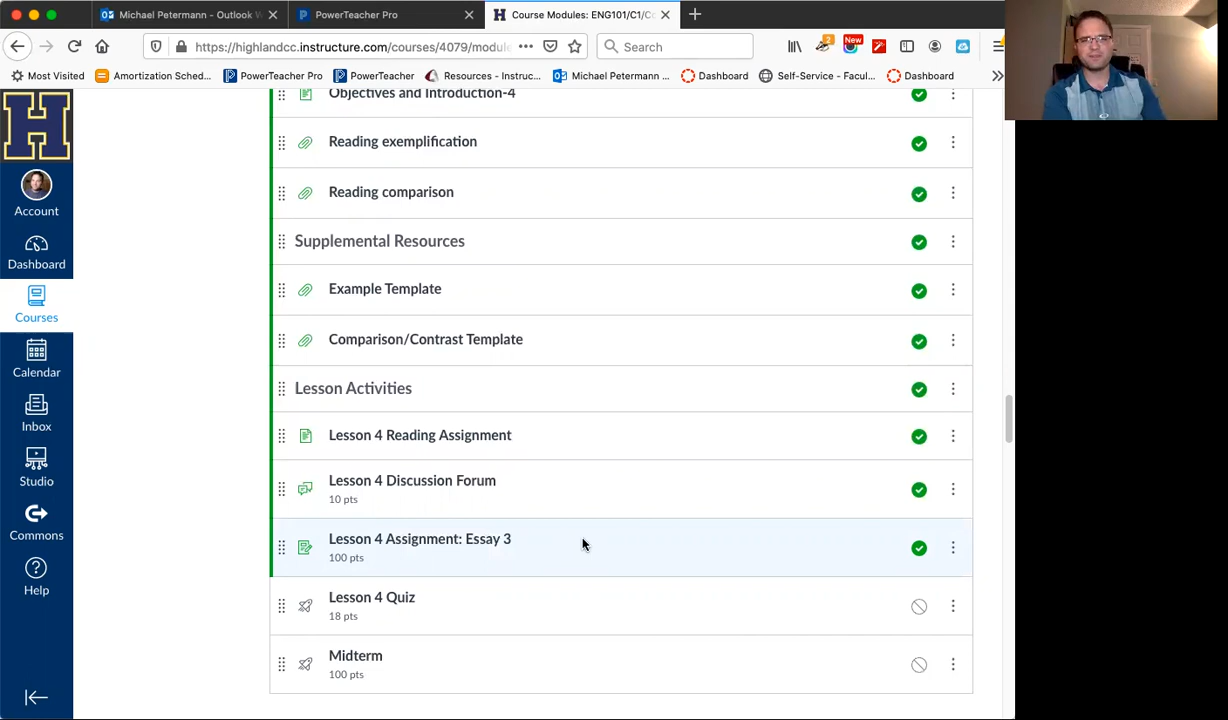 Michael Petermann - Outlook W
PowerTeacher Pro
Course Modules: ENG101/C1/Co
https://highlandcc.instructure.com/courses/4079/module
Search
2
New
Most Visited
Amortization Sched...
PowerTeacher Pro
PowerTeacher
Resources - Instruc...
Michael Petermann ...
Dashboard
Self-Service - Facul...
Dashboard
H
Account
Dashboard
Courses
Calendar
Inbox
Studio
Commons
Help
Objectives and Introduction-4
Reading exemplification
Reading comparison
Supplemental Resources
Example Template
Comparison/Contrast Template
Lesson Activities
Lesson 4 Reading Assignment
Lesson 4 Discussion Forum
10 pts
Lesson 4 Assignment: Essay 3
100 pts
Lesson 4 Quiz
18 pts
Midterm
100 pts